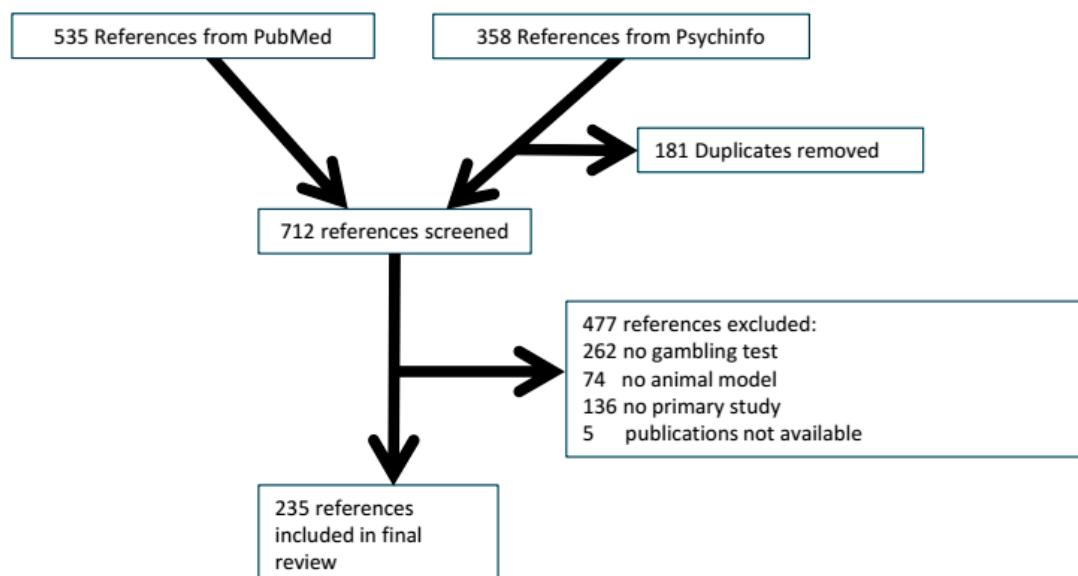 535 References from PubMed
358 References from Psychinfo
181 Duplicates removed
712 references screened
477 references excluded:
262 no gambling test
74 no animal model
136 no primary study
5 publications not available
235 references
included in final
review